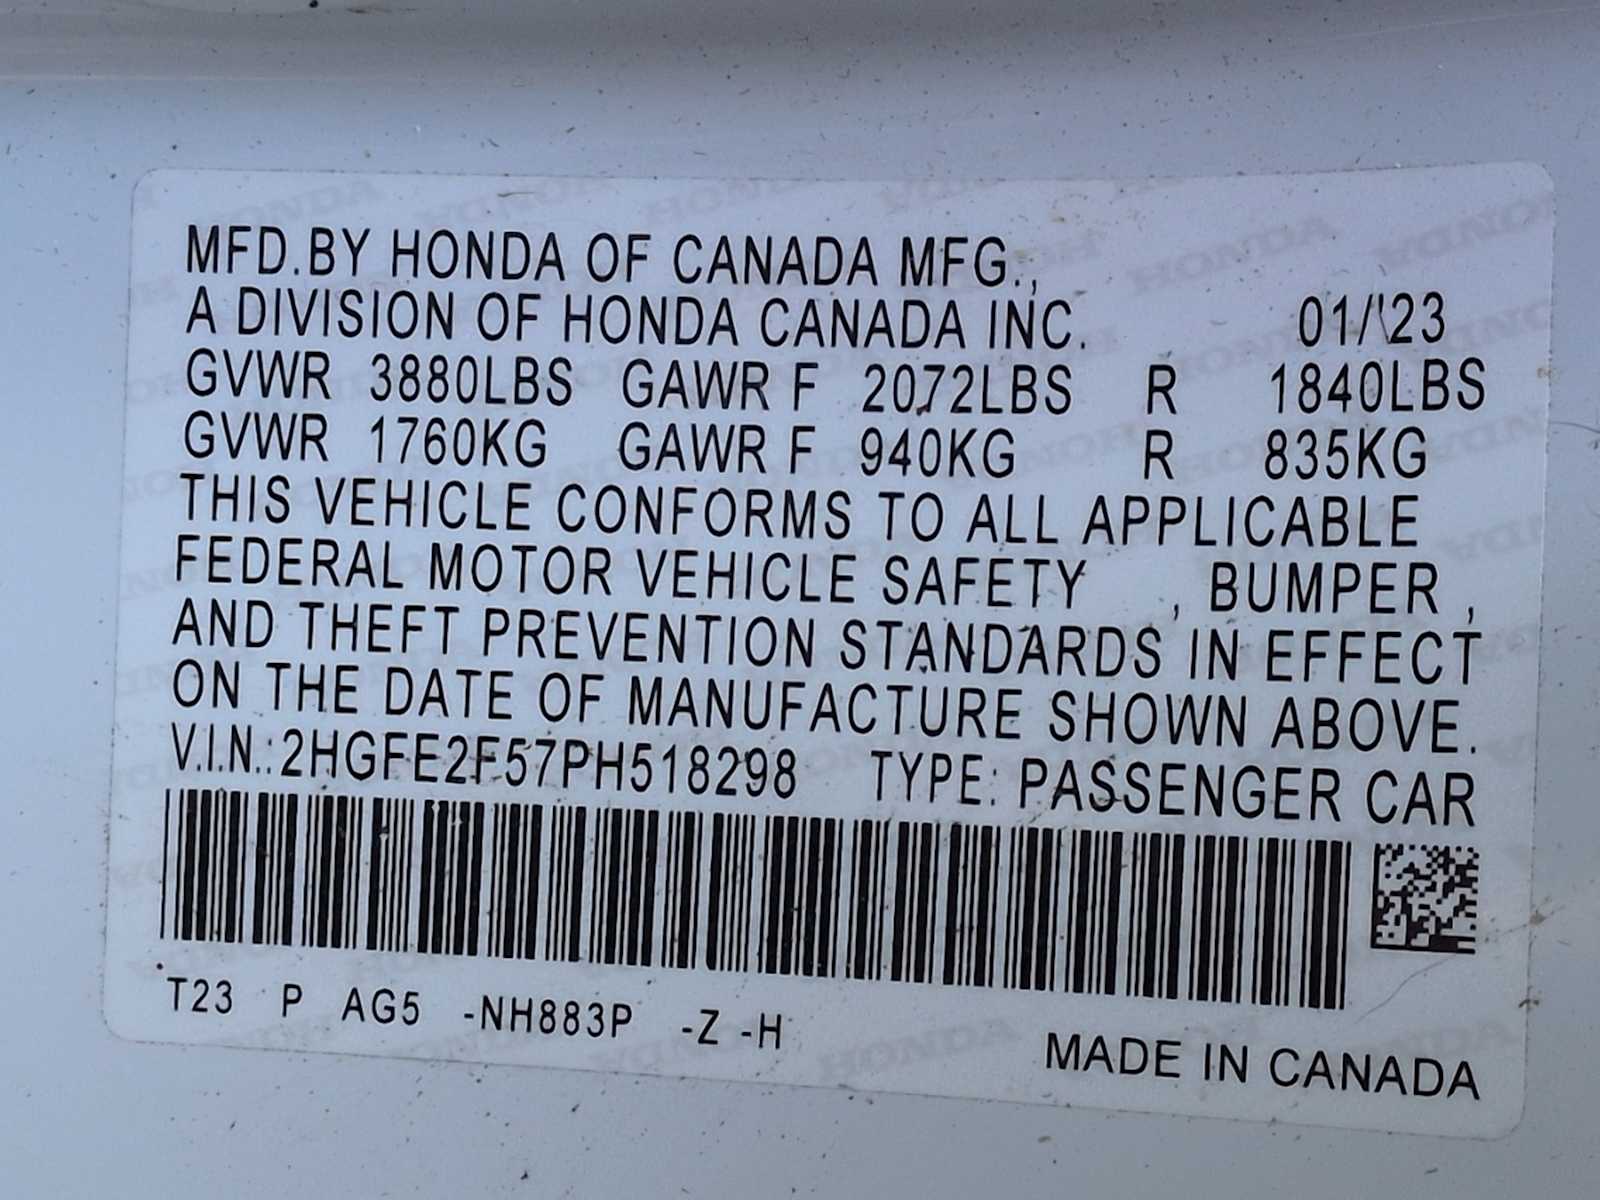 MFD.BY HONDA OF CANADA MFG.,
A DIVISION OF HONDA CANADA INC. 01/'23
GVWR 3880LBS GAWR F 2072LBS R 1840LBS
GVWR 1760KG GAWR F 940KG R 835KG
THIS VEHICLE CONFORMS TO ALL APPLICABLE
FEDERAL MOTOR VEHICLE SAFETY , BUMPER ,
AND THEFT PREVENTION STANDARDS IN EFFECT
ON THE DATE OF MANUFACTURE SHOWN ABOVE.
V.I.N.: 2HGFE2F57PH518298 TYPE: PASSENGER CAR
T23 P AG5 -NH883P -Z -H
MADE IN CANADA